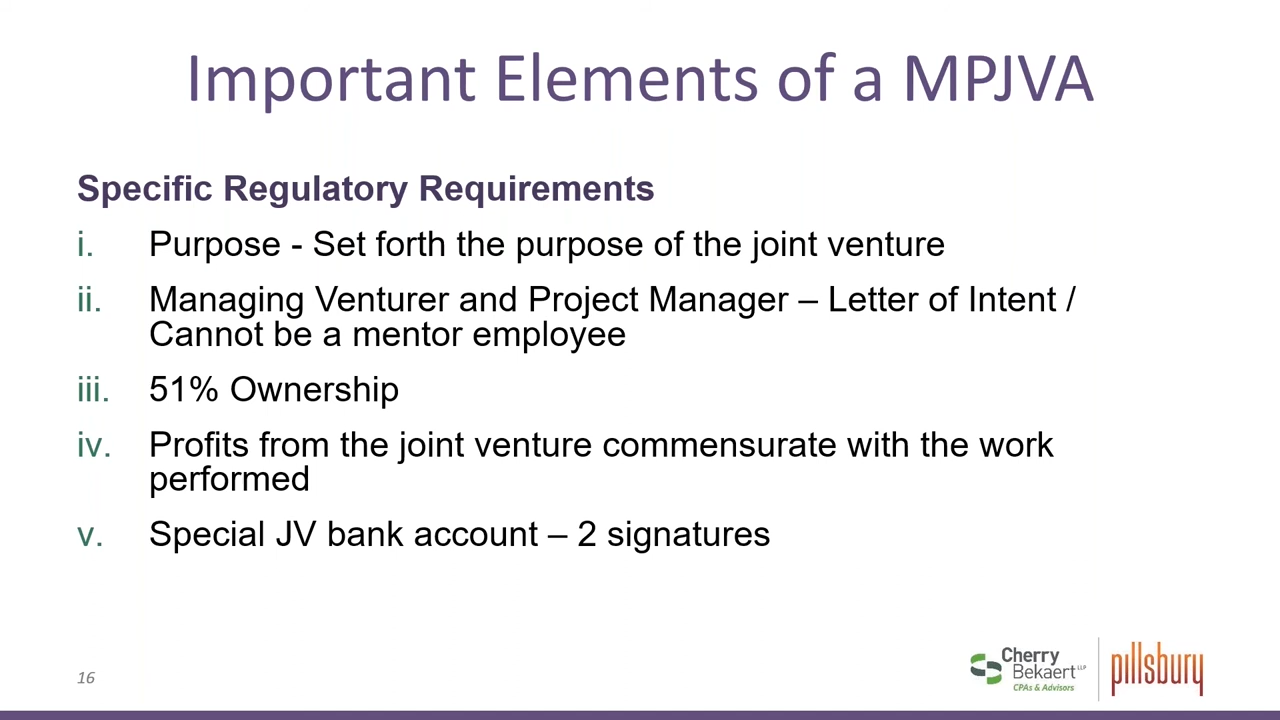 Important Elements of a MPJVA
Specific Regulatory Requirements
i. Purpose - Set forth the purpose of the joint venture
ii. Managing Venturer and Project Manager – Letter of Intent /
Cannot be a mentor employee
iii. 51% Ownership
iv. Profits from the joint venture commensurate with the work
performed
v. Special JV bank account – 2 signatures
16
Cherry
Bekaert LLP
CPAs & Advisors
pillsbury